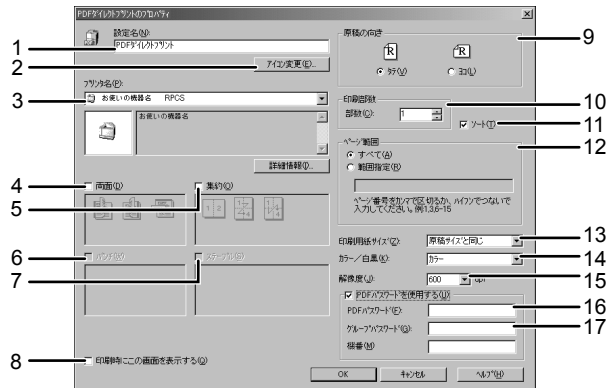 PDFダイレクトプリントのプロパティ
設定名(N):
PDFダイレクトプリント
アイコン変更(E)...
プリンタ名(P):
お使いの機器名 RPCS
お使いの機器名
詳細情報(I)...
両面(D)
集約(O)
1 2
パンチ(X)
ステープル(G)
印刷時にこの画面を表示する(Q)
原稿の向き
R
R
タテ(V)
ヨコ(L)
印刷部数
部数(C):
1
ソート(T)
ページ範囲
すべて(A)
範囲指定(R)
ページ番号をカンマで区切るか、ハイフンでつないで
入力してください。例1,3,6-15
印刷用紙サイズ(Z):
原稿サイズと同じ
カラー/白黒(K):
カラー
解像度(J):
600
dpi
PDFパスワードを使用する(U)
PDFパスワード(F):
グループパスワード(G):
機番(M)
OK
キャンセル
ヘルプ(H)
1
2
3
4
5
6
7
8
9
10
11
12
13
14
15
16
17